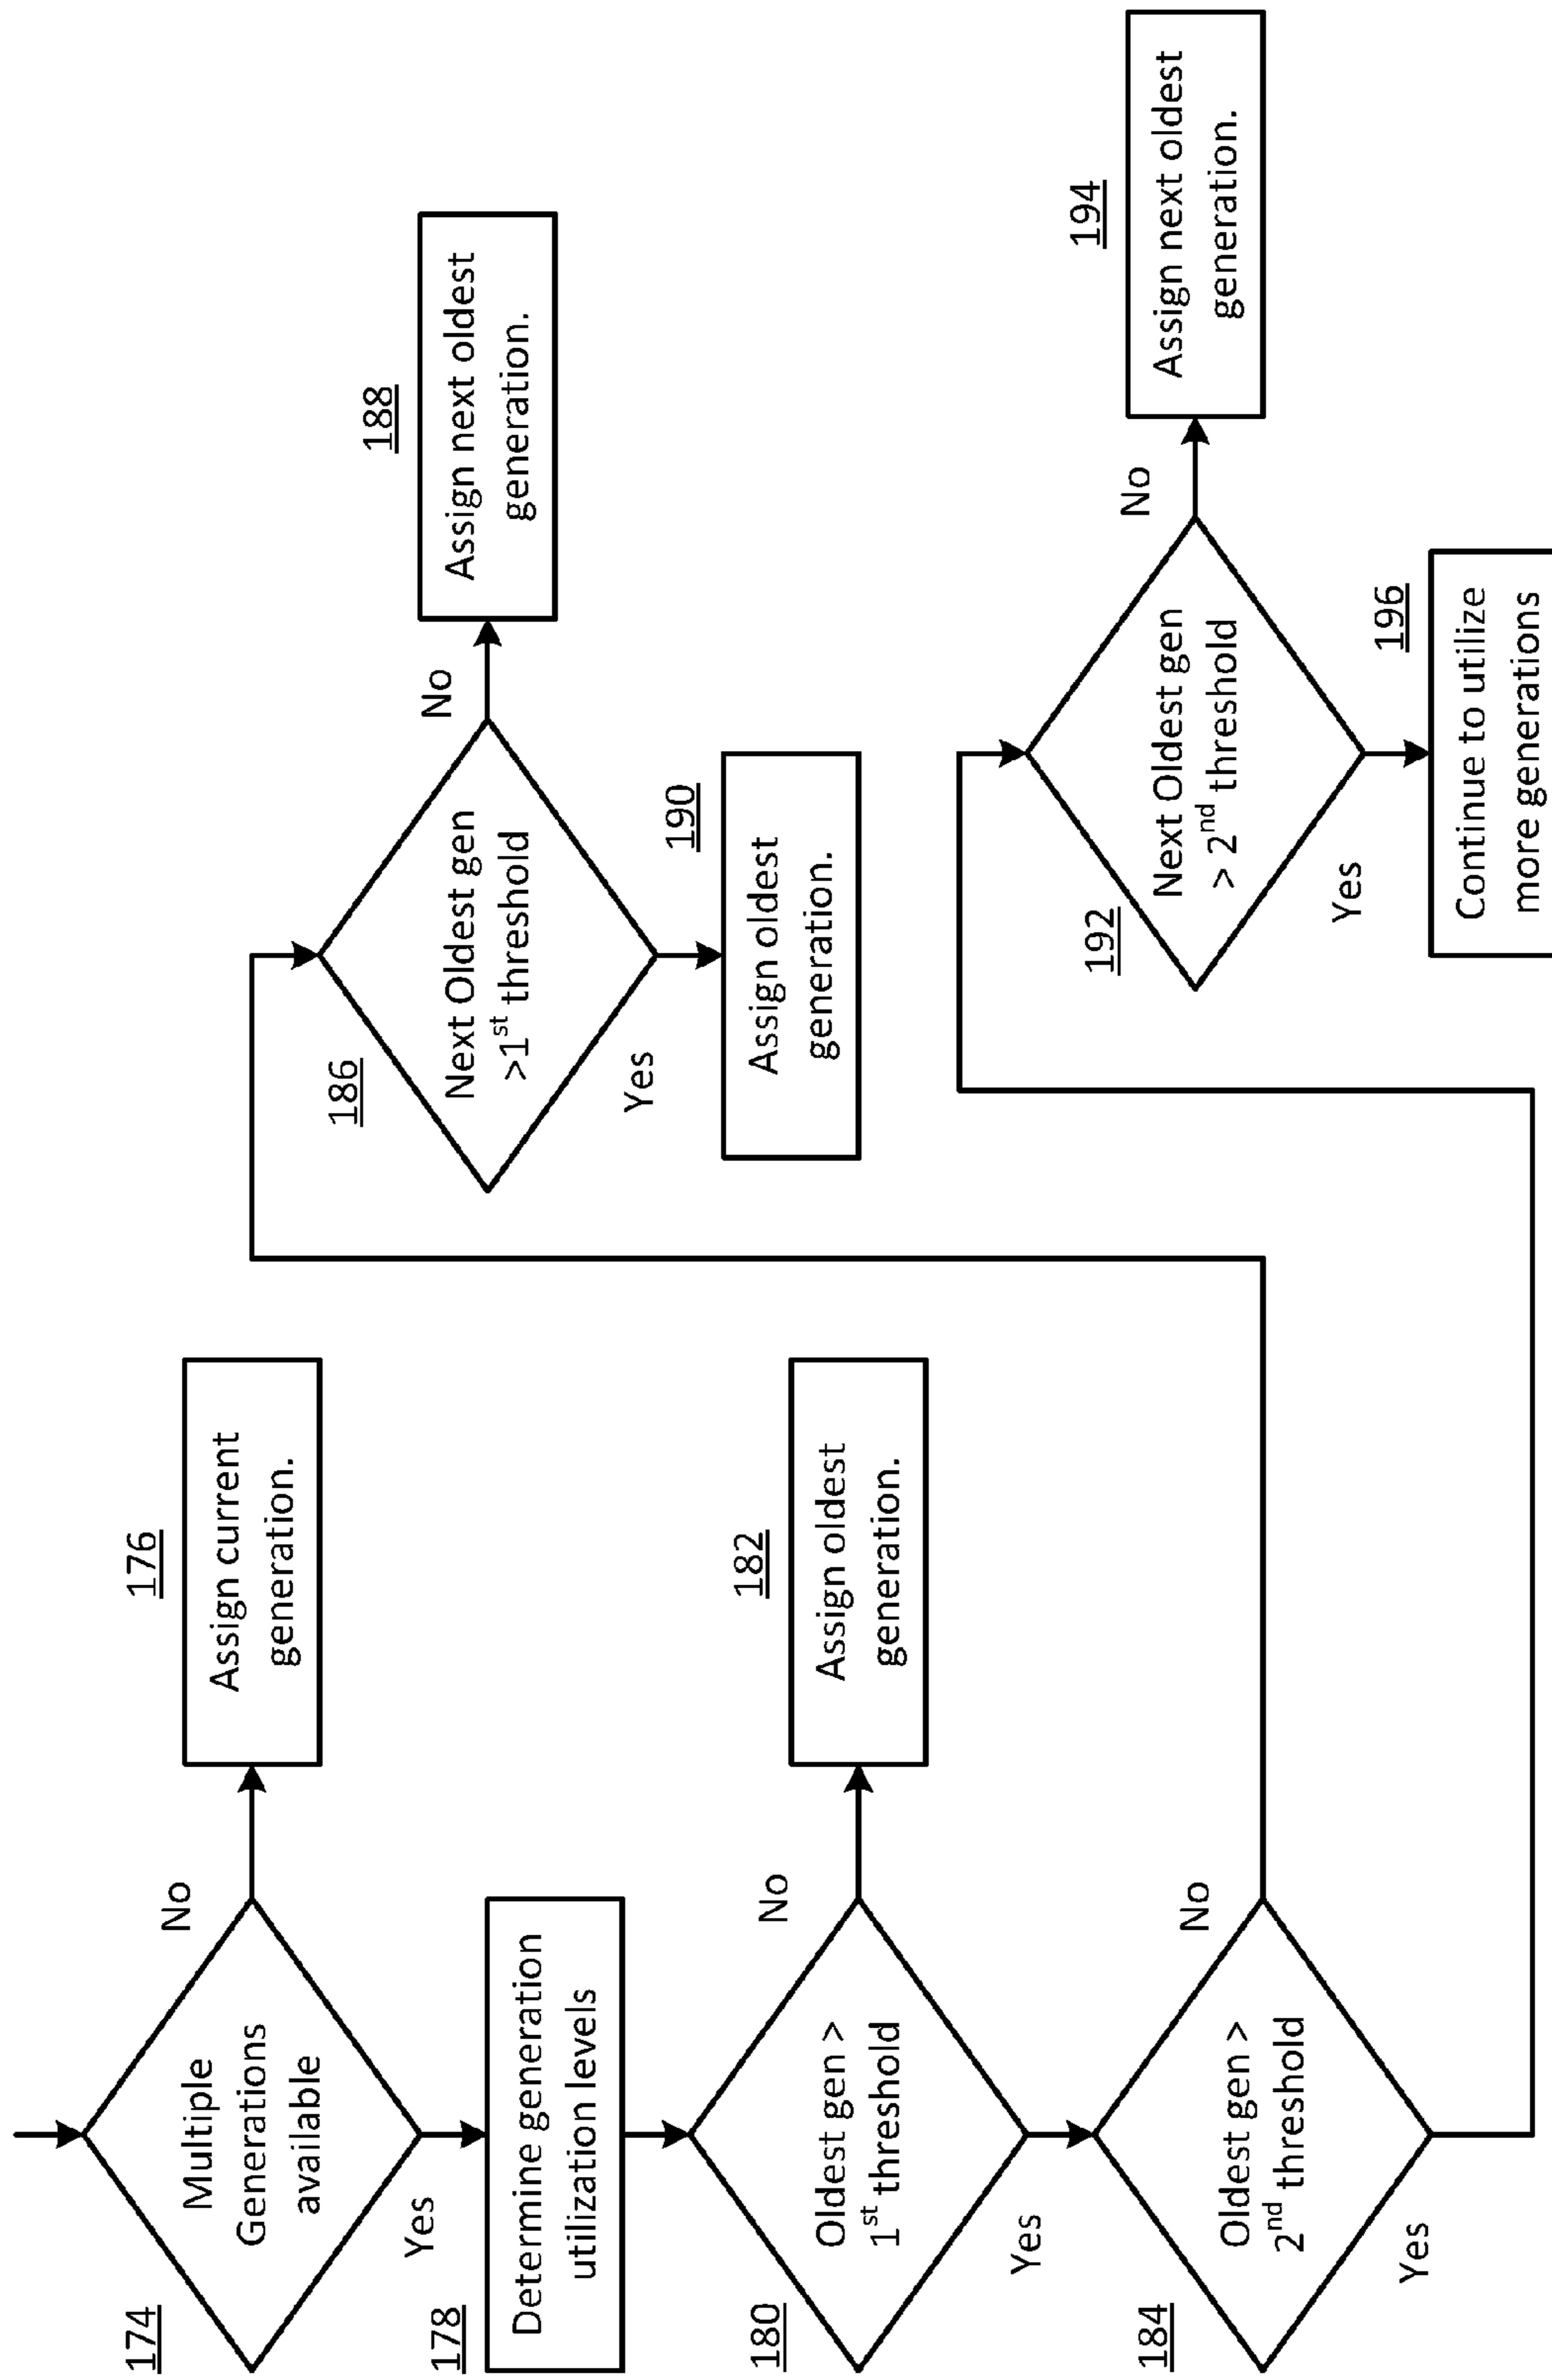 174
Multiple
Generations
available
No
Yes
176
Assign current
generation.
178
Determine generation
utilization levels
180
Oldest gen >
1st threshold
No
Yes
182
Assign oldest
generation.
184
Oldest gen >
2nd threshold
No
Yes
186
Next Oldest gen
>1st threshold
No
Yes
188
Assign next oldest
generation.
190
Assign oldest
generation.
192
Next Oldest gen
> 2nd threshold
No
Yes
194
Assign next oldest
generation.
196
Continue to utilize
more generations